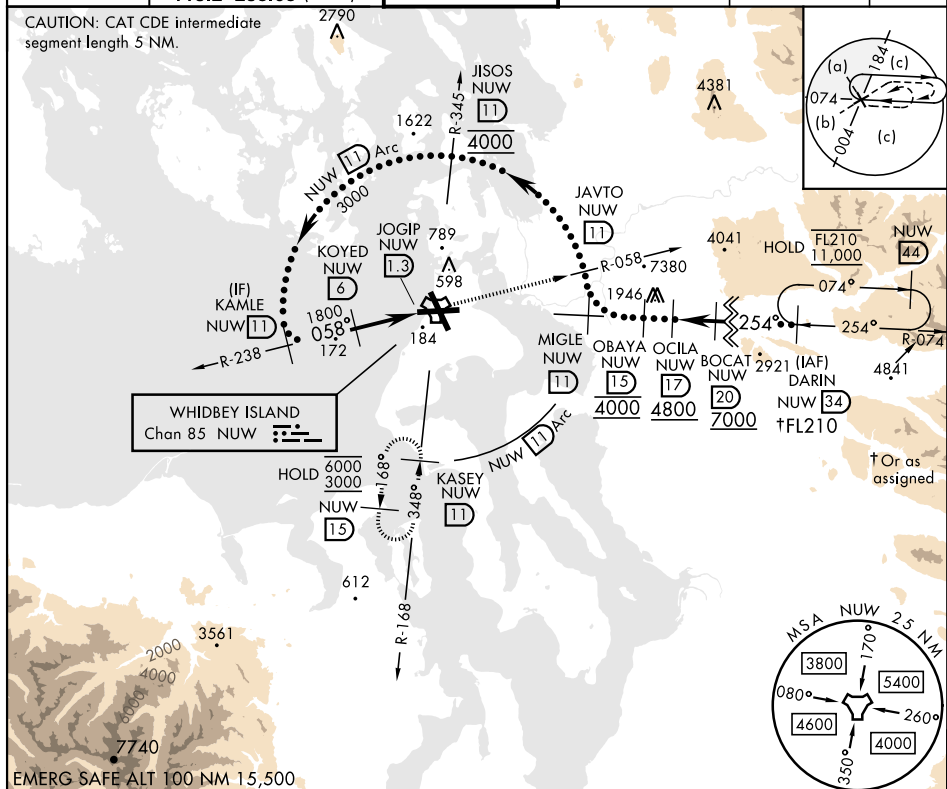 CAUTION: CAT CDE intermediate
segment length 5 NM.
2790
JISOS
NUW
11
4000
R-345
1622
4381
184
(a)
(c)
074
(b)
(c)
004
NUW 11 Arc
3000
JAVTO
NUW
11
JOGIP
NUW
1.3
789
598
KOYED
NUW
6
(IF)
KAMLE
NUW 11
1800
058°
172
184
R-238
R-058
7380
4041
HOLD FL210
11,000
NUW
44
074°
254°
254°
R-074
1946
MIGLE
NUW
11
OBAYA
NUW
15
4000
OCILA
NUW
17
4800
BOCAT
NUW
20
7000
2921
(IAF)
DARIN
NUW 34
†FL210
4841
WHIDBEY ISLAND
Chan 85 NUW
NUW 11 Arc
HOLD 6000
3000
168°
348°
NUW
15
KASEY
NUW
11
†Or as
assigned
612
R-168
3561
2000
4000
6000
7740
EMERG SAFE ALT 100 NM 15,500
MSA NUW 25 NM
170°
3800
5400
080°
260°
4600
4000
350°